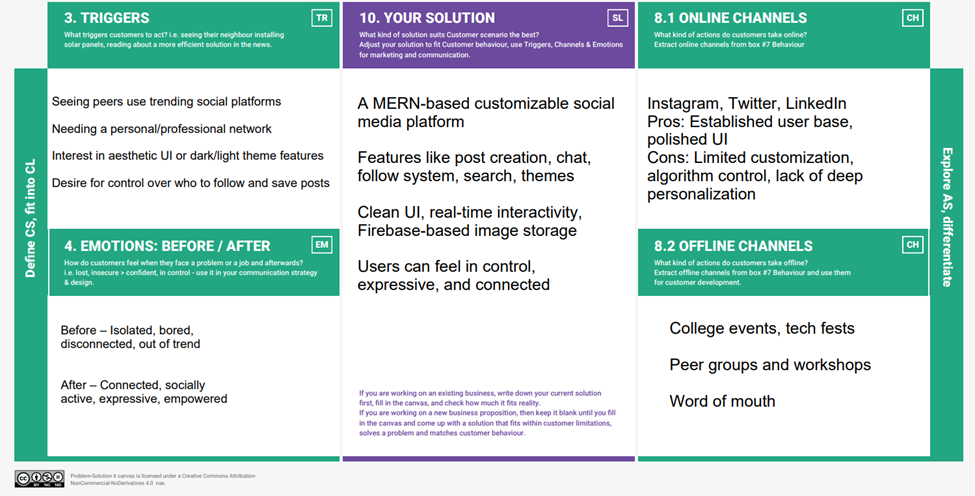 3. TRIGGERS
TR
What triggers customers to act? i.e. seeing their neighbour installing
solar panels, reading about a more efficient solution in the news.
Seeing peers use trending social platforms
Needing a personal/professional network
Interest in aesthetic UI or dark/light theme features
Desire for control over who to follow and save posts
4. EMOTIONS: BEFORE / AFTER
EM
How do customers feel when they face a problem or a job and afterwards?
i.e. lost, insecure > confident, in control - use it in your communication strategy
& design.
Before – Isolated, bored,
disconnected, out of trend
After – Connected, socially
active, expressive, empowered
10. YOUR SOLUTION
SL
What kind of solution suits Customer scenario the best?
Adjust your solution to fit Customer behaviour, use Triggers, Channels & Emotions
for marketing and communication.
A MERN-based customizable social
media platform
Features like post creation, chat,
follow system, search, themes
Clean UI, real-time interactivity,
Firebase-based image storage
Users can feel in control,
expressive, and connected
If you are working on an existing business, write down your current solution
first, fill in the canvas, and check how much it fits reality.
If you are working on a new business proposition, then keep it blank until you fill
in the canvas and come up with a solution that fits within customer limitations,
solves a problem and matches customer behaviour.
8.1 ONLINE CHANNELS
CH
What kind of actions do customers take online?
Extract online channels from box #7 Behaviour
Instagram, Twitter, LinkedIn
Pros: Established user base,
polished UI
Cons: Limited customization,
algorithm control, lack of deep
personalization
8.2 OFFLINE CHANNELS
CH
What kind of actions do customers take offline?
Extract offline channels from box #7 Behaviour and use them
for customer development.
College events, tech fests
Peer groups and workshops
Word of mouth
Define CS, fit into CL
Explore AS, differentiate
CC BY NC ND
Problem-Solution it canvas is licensed under a Creative Commons Attribution-
NonCommercial-NoDerivatives 4.0 nse.